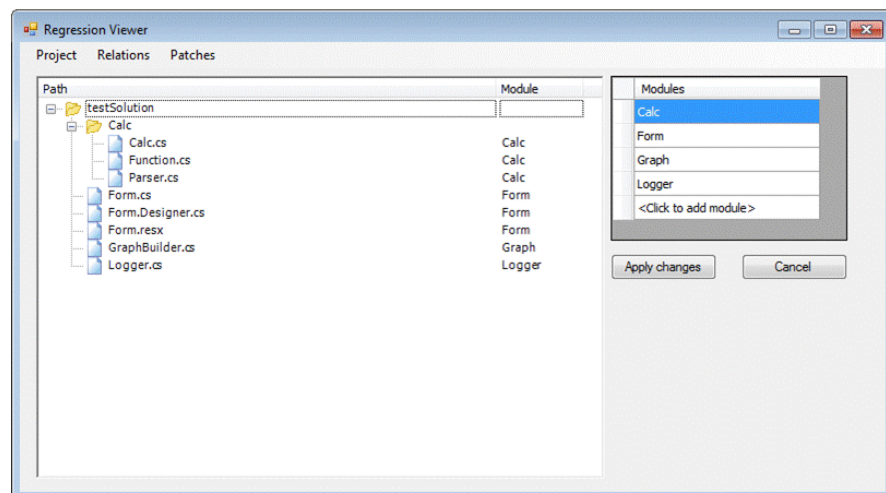 Regression Viewer
Project Relations Patches
Path Module
testSolution
Calc
Calc.cs Calc
Function.cs Calc
Parser.cs Calc
Form.cs Form
Form.Designer.cs Form
Form.resx Form
GraphBuilder.cs Graph
Logger.cs Logger
Modules
Calc
Form
Graph
Logger
<Click to add module>
Apply changes Cancel